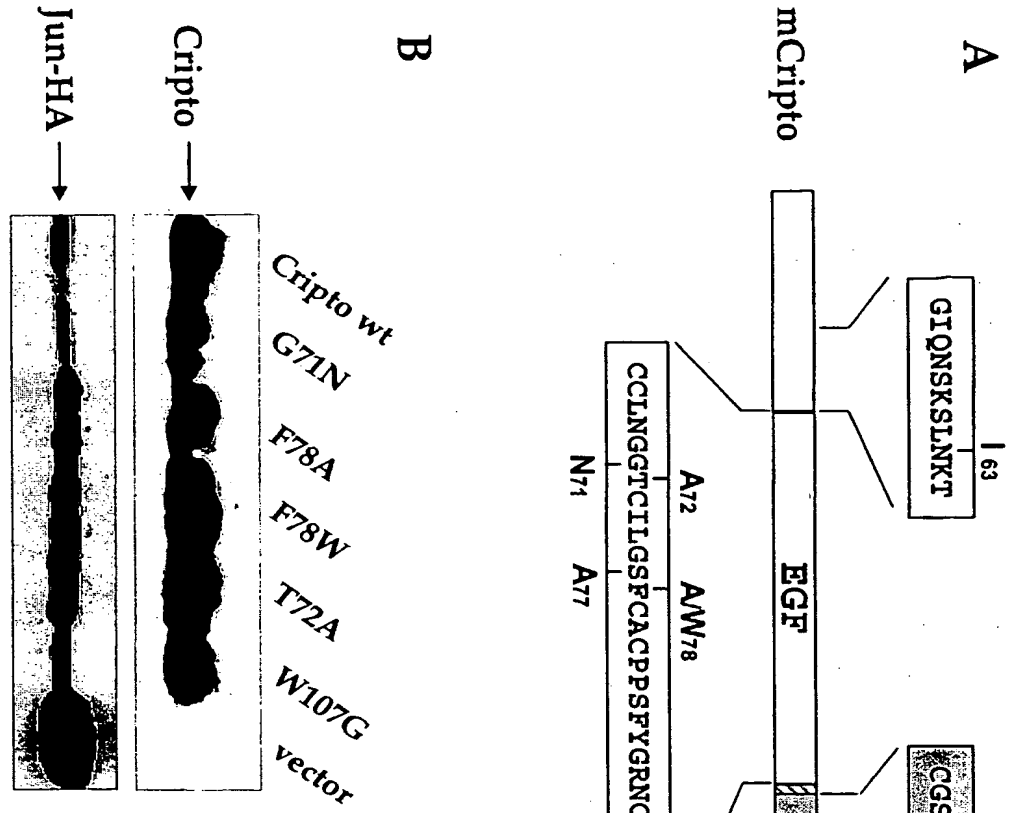 A
I 63
GIQNSKSLNKT
CGS
mCripto
EGF
A72
A/W78
CCLNGGTCILGSFCACPPSFYGRNC
N71
A77
B
Cripto wt
G71N
F78A
F78W
T72A
W107G
vector
Cripto
Jun-HA